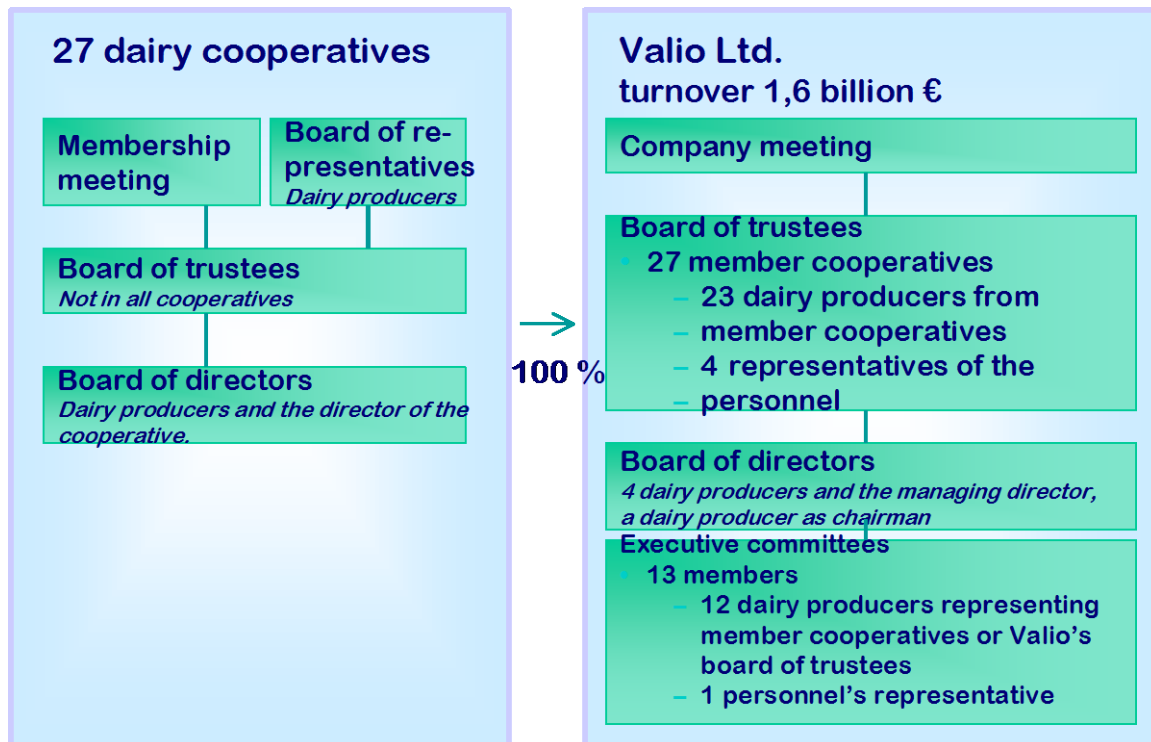 27 dairy cooperatives
Membership
meeting
Board of re-
presentatives
Dairy producers
Board of trustees
Not in all cooperatives
Board of directors
Dairy producers and the director of the
cooperative.
100 %
Valio Ltd.
turnover 1,6 billion €
Company meeting
Board of trustees
• 27 member cooperatives
– 23 dairy producers from
– member cooperatives
– 4 representatives of the
– personnel
Board of directors
4 dairy producers and the managing director,
a dairy producer as chairman
Executive committees
• 13 members
– 12 dairy producers representing
member cooperatives or Valio’s
board of trustees
– 1 personnel’s representative